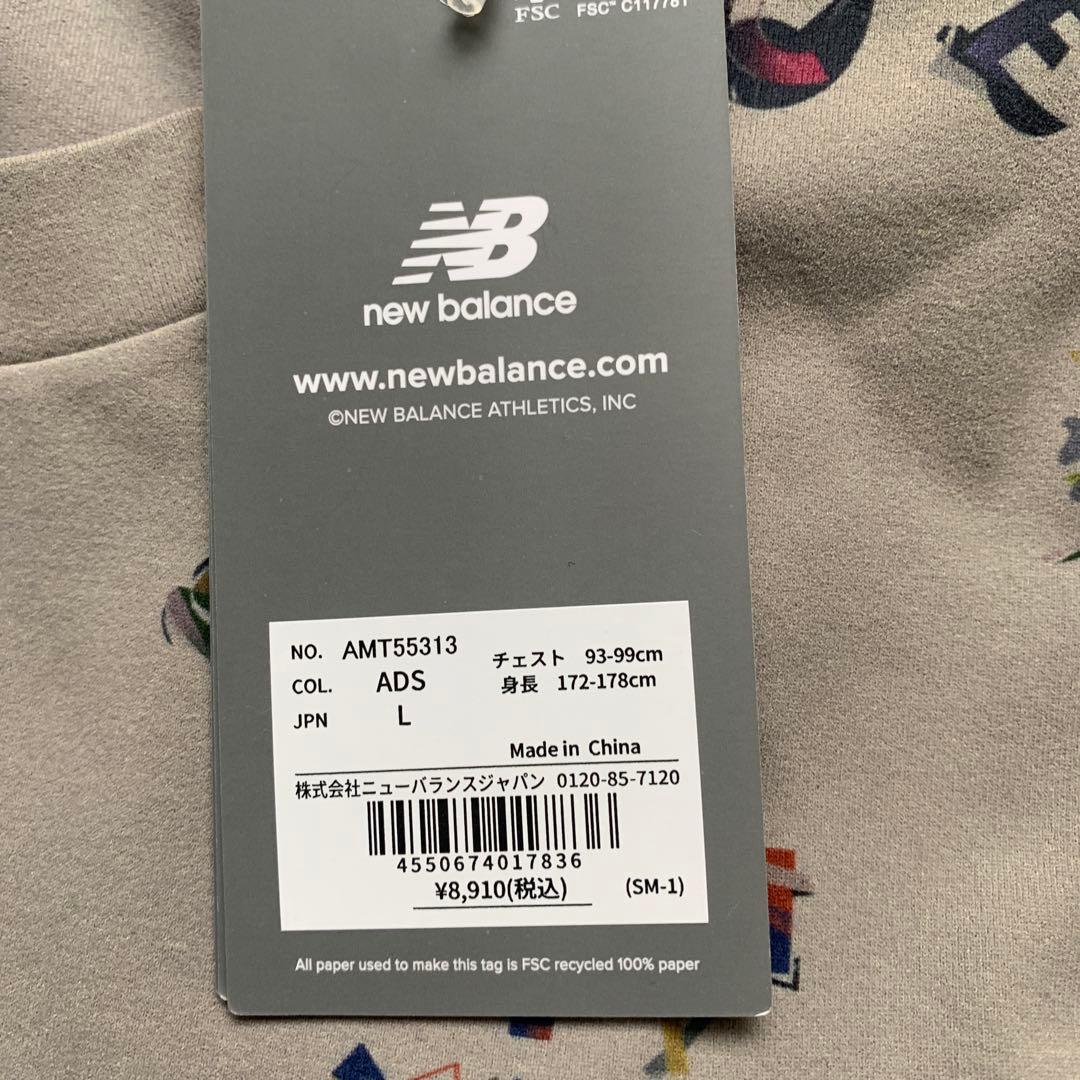 FSC FSC™ C117781
NB
new balance
www.newbalance.com
©NEW BALANCE ATHLETICS, INC
NO. AMT55313
COL. ADS
JPN L
チェスト 93-99cm
身長 172-178cm
Made in China
株式会社ニューバランスジャパン 0120-85-7120
4550674017836
¥8,910(税込) (SM-1)
All paper used to make this tag is FSC recycled 100% paper